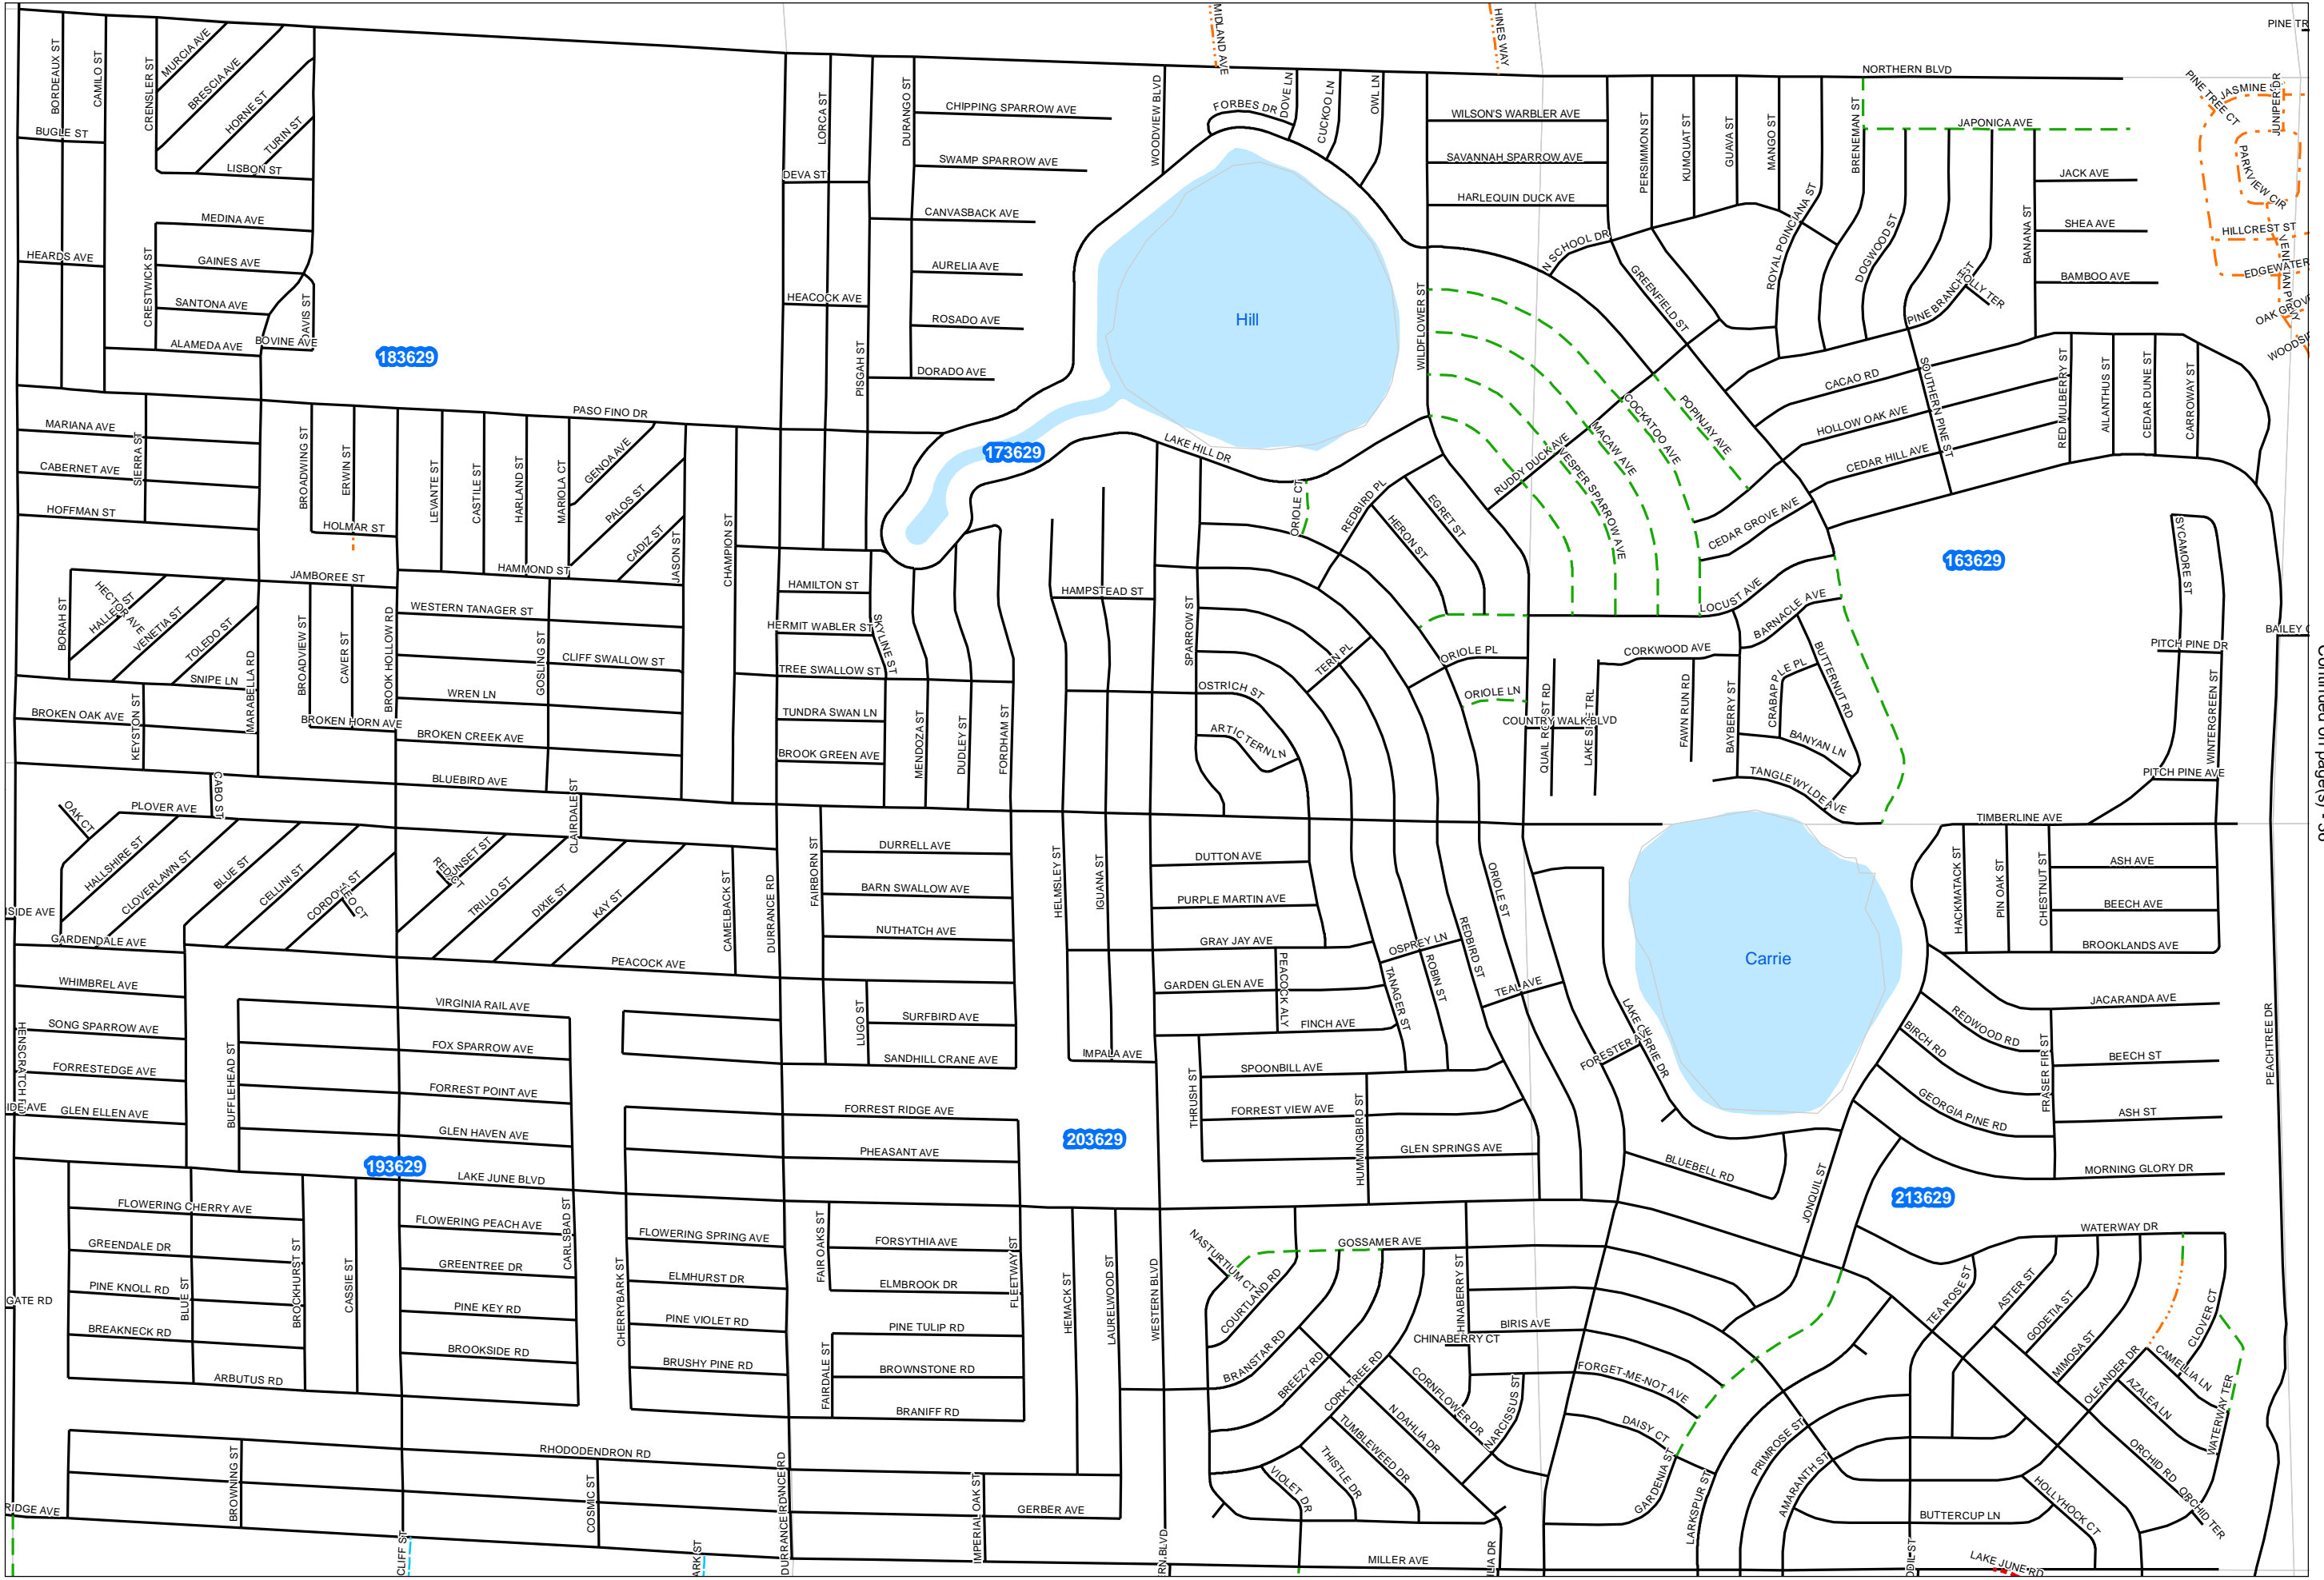 MIDLAND AVE
HINES WAY
PINE TR
NORTHERN BLVD
BORDEAUX ST
CAMILO ST
CRENSLER ST
MURCIA AVE
BRESCIA AVE
HORNE ST
TURIN ST
LISBON ST
BUGLE ST
LORCA ST
DURANGO ST
CHIPPING SPARROW AVE
SWAMP SPARROW AVE
WOODVIEW BLVD
FORBES DR
DOVE LN
CUCKOO LN
OWL LN
WILSON'S WARBLER AVE
SAVANNAH SPARROW AVE
HARLEQUIN DUCK AVE
PERSIMMON ST
KUMQUAT ST
GUAVA ST
MANGO ST
BRENEMAN ST
JAPONICA AVE
PINE TREE CT
JASMINE
JUNIPER DR
PARKVIEW CIR
JACK AVE
SHEA AVE
BAMBOO AVE
HILLCREST ST
EDGEWATER
VENETIAN PKWY
OAK GROV
WOODSI
DEVA ST
CANVASBACK AVE
AURELIA AVE
ROSADO AVE
DORADO AVE
HEACOCK AVE
PISGAH ST
MEDINA AVE
GAINES AVE
SANTONA AVE
ALAMEDA AVE
BOVINE AVE
DAVIS ST
CRESTWICK ST
HEARDS AVE
183629
Hill
WILDFLOWER ST
N SCHOOL DR
GREENFIELD ST
ROYAL POINCIANA ST
DOGWOOD ST
PINE BRANCH ST
HOLLY TER
BANANA ST
CACAO RD
HOLLOW OAK AVE
CEDAR HILL AVE
CEDAR GROVE AVE
SOUTHERN PINE ST
RED MULBERRY ST
AILANTHUS ST
CEDAR DUNE ST
CARROWAY ST
POPINJAY AVE
COCKATOO AVE
MACAW AVE
VESPER SPARROW AVE
RUDDY DUCK AVE
PASO FINO DR
MARIANA AVE
CABERNET AVE
HOFFMAN ST
SIERRA ST
BROADWING ST
ERWIN ST
HOLMAR ST
LEVANTE ST
CASTILE ST
HARLAND ST
MARIOLA CT
GENOA AVE
PALOS ST
CADIZ ST
JASON ST
CHAMPION ST
HAMMOND ST
JAMBOREE ST
173629
LAKE HILL DR
ORIOLE CT
REDBIRD PL
HERON ST
EGRET ST
163629
SYCAMORE ST
LOCUST AVE
BARNACLE AVE
CORKWOOD AVE
BUTTERNUT RD
BANYAN LN
TANGLEWYLDE AVE
BAYBERRY ST
FAWN RUN RD
COUNTRY WALK BLVD
PITCH PINE DR
PITCH PINE AVE
WINTERGREEN ST
BAILEY
Continued on page(s) - 36
BORAH ST
HECTOR AVE
VENETIA ST
TOLEDO ST
SNIPE LN
BROKEN OAK AVE
KEYSTON ST
MARABELLA RD
BROADVIEW ST
CAVER ST
BROOK HOLLOW RD
BROKEN HORN AVE
WESTERN TANAGER ST
CLIFF SWALLOW ST
WREN LN
BROKEN CREEK AVE
BLUEBIRD AVE
GOSLING ST
HAMILTON ST
HERMIT WABLER ST
TREE SWALLOW ST
TUNDRA SWAN LN
BROOK GREEN AVE
SKYLINE ST
MENDOZA ST
DUDLEY ST
FORDHAM ST
HAMPSTEAD ST
SPARROW ST
OSTRICH ST
ARTIC TERN LN
TERN PL
ORIOLE PL
ORIOLE LN
OAK CT
PLOVER AVE
CABO ST
HALLSHIRE ST
CLOVERLAWN ST
BLUE ST
CELLINI ST
CORDOVA ST
TRILLO ST
DIXIE ST
KAY ST
CLAIRDALE ST
CAMELBACK ST
DURRANCE RD
FAIRBORN ST
DURRELL AVE
BARN SWALLOW AVE
NUTHATCH AVE
HELMSLEY ST
IGUANA ST
DUTTON AVE
PURPLE MARTIN AVE
GRAY JAY AVE
GARDEN GLEN AVE
FINCH AVE
PEACOCK ALY
OSPREY LN
TANAGER ST
ROBIN ST
REDBIRD ST
ORIOLE ST
TEAL AVE
TIMBERLINE AVE
HACKMATACK ST
PIN OAK ST
CHESTNUT ST
ASH AVE
BEECH AVE
BROOKLANDS AVE
Carrie
LAKE CARRIE DR
FORESTER AVE
JACARANDA AVE
REDWOOD RD
BIRCH RD
GEORGIA PINE RD
FRASER FIR ST
BEECH ST
ASH ST
MORNING GLORY DR
PEACHTREE DR
ISIDE AVE
GARDENDALE AVE
WHIMBREL AVE
SONG SPARROW AVE
FORRESTEDGE AVE
GLEN ELLEN AVE
IDE AVE
BUFFLEHEAD ST
PEACOCK AVE
VIRGINIA RAIL AVE
FOX SPARROW AVE
FORREST POINT AVE
GLEN HAVEN AVE
193629
LAKE JUNE BLVD
LUGO ST
SURFBIRD AVE
SANDHILL CRANE AVE
IMPALA AVE
FORREST RIDGE AVE
PHEASANT AVE
203629
THRUSH ST
SPOONBILL AVE
FORREST VIEW AVE
GLEN SPRINGS AVE
HUMMINGBIRD ST
BLUEBELL RD
JONQUIL ST
213629
WATERWAY DR
FLOWERING CHERRY AVE
GREENDALE DR
PINE KNOLL RD
BREAKNECK RD
ARBUTUS RD
GATE RD
BLUE ST
BROCKHURST ST
CASSIE ST
FLOWERING PEACH AVE
GREENTREE DR
PINE KEY RD
BROOKSIDE RD
CARLSBAD ST
CHERRYBARK ST
FLOWERING SPRING AVE
ELMHURST DR
PINE VIOLET RD
BRUSHY PINE RD
FAIR OAKS ST
FORSYTHIA AVE
ELMBROOK DR
PINE TULIP RD
BROWNSTONE RD
BRANIFF RD
FAIRDALE ST
FLEETWAY ST
HEMACK ST
LAURELWOOD ST
WESTERN BLVD
NASTURTIUM CT
COURTLAND RD
GOSSAMER AVE
BRANSTAR RD
BREEZY RD
CORK TREE RD
CHINABERRY ST
CHINABERRY CT
BIRIS AVE
FORGET-ME-NOT AVE
CORNFLOWER DR
N DAHLIA DR
TUMBLEWEED DR
THISTLE DR
VIOLET DR
NARCISSUS ST
DAISY CT
GARDENIA ST
LARKSPUR ST
PRIMROSE ST
AMARANTH ST
TEA ROSE ST
ASTER ST
GODETIA ST
MIMOSA ST
OLEANDER DR
CLOVER CT
CAMELLIA LN
AZALEA LN
WATERWAY TER
ORCHID RD
ORCHID TER
HOLLYHOCK CT
BUTTERCUP LN
RIDGE AVE
BROWNING ST
RHODODENDRON RD
COSMIC ST
CLIFF ST
ARK ST
DURRANCE RD
IMPERIAL OAK ST
GERBER AVE
RN BLVD
MILLER AVE
LIA DR
LAKE JUNE RD